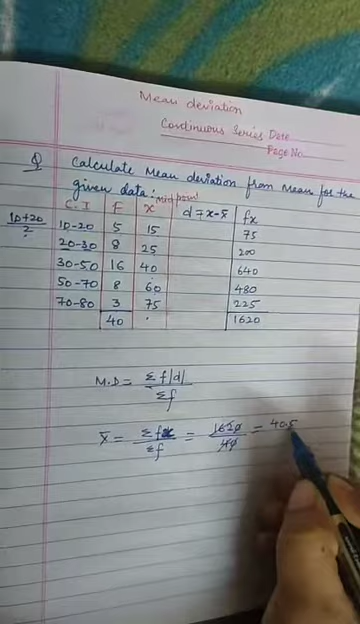 Mean deviation
Continuous Series Date
Page No.
Q Calculate Mean deviation from Mean for the
given data:
C.I F x midpoint d = x-x̄ fx
10+20/2 10-20 5 15 75
20-30 8 25 200
30-50 16 40 640
50-70 8 60 480
70-80 3 75 225
40 . 1620
M.D = Σf|d|/Σf
x̄ = Σfx/Σf = 1620/40 = 40.5